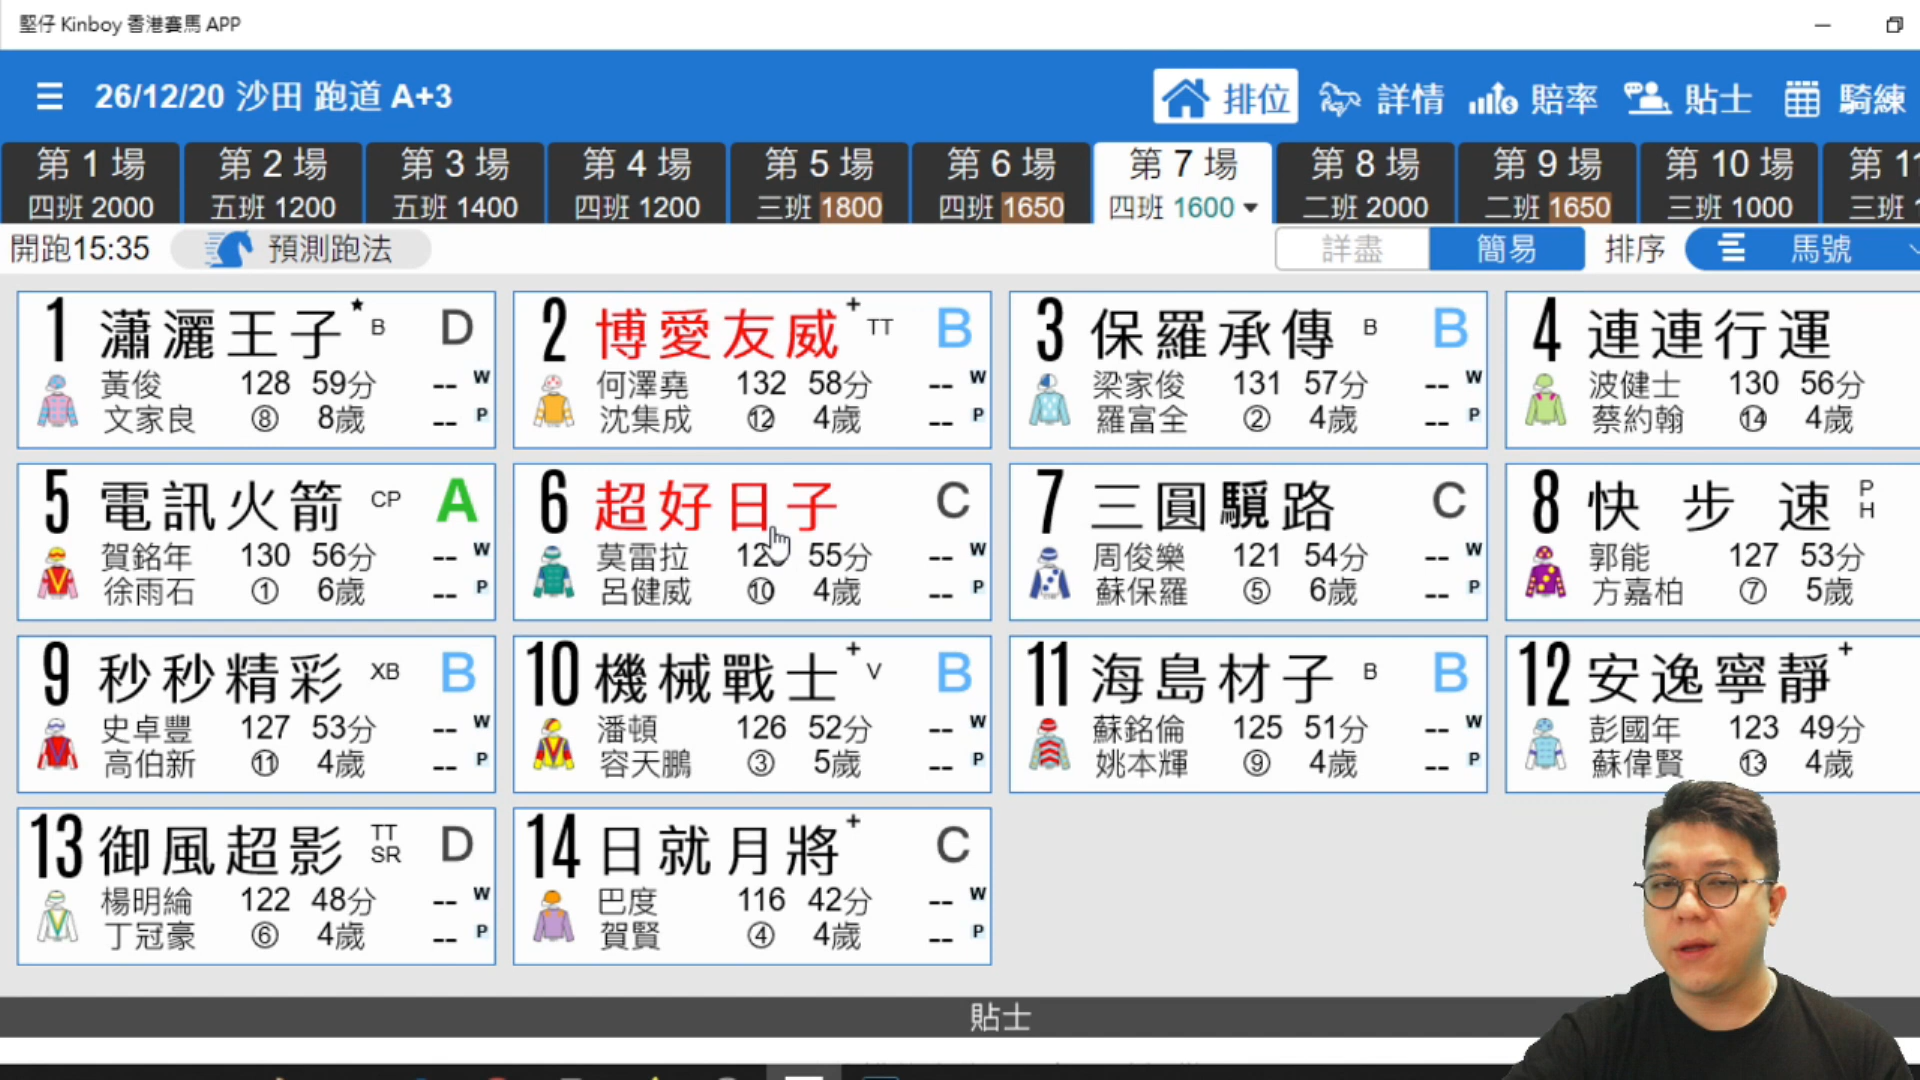 堅仔 Kinboy 香港賽馬 APP
26/12/20 沙田 跑道 A+3
排位 詳情 賠率 貼士 騎練
第 1 場 第 2 場 第 3 場 第 4 場 第 5 場 第 6 場 第 7 場 第 8 場 第 9 場 第 10 場 第 11
四班 2000 五班 1200 五班 1400 四班 1200 三班 1800 四班 1650 四班 1600 二班 2000 二班 1650 三班 1000 三班
開跑15:35 預測跑法 詳盡 簡易 排序 馬號
1 瀟灑王子 * B D
黃俊 128 59分 -- W
文家良 ⑧ 8歲 -- P
2 博愛友威 + TT B
何澤堯 132 58分 -- W
沈集成 ⑫ 4歲 -- P
3 保羅承傳 B B
梁家俊 131 57分 -- W
羅富全 ② 4歲 -- P
4 連連行運
波健士 130 56分
蔡約翰 ⑭ 4歲
5 電訊火箭 CP A
賀銘年 130 56分 -- W
徐雨石 ① 6歲 -- P
6 超好日子 C
莫雷拉 12 55分 -- W
呂健威 ⑩ 4歲 -- P
7 三圓驥路 C
周俊樂 121 54分 -- W
蘇保羅 ⑤ 6歲 -- P
8 快步速 P H
郭能 127 53分
方嘉柏 ⑦ 5歲
9 秒秒精彩 XB B
史卓豐 127 53分 -- W
高伯新 ⑪ 4歲 -- P
10 機械戰士 + V B
潘頓 126 52分 -- W
容天鵬 ③ 5歲 -- P
11 海島材子 B B
蘇銘倫 125 51分 -- W
姚本輝 ⑨ 4歲 -- P
12 安逸寧靜 +
彭國年 123 49分
蘇偉賢 ⑬ 4歲
13 御風超影 TT SR D
楊明綸 122 48分 -- W
丁冠豪 ⑥ 4歲 -- P
14 日就月將 + C
巴度 116 42分 -- W
賀賢 ④ 4歲 -- P
貼士